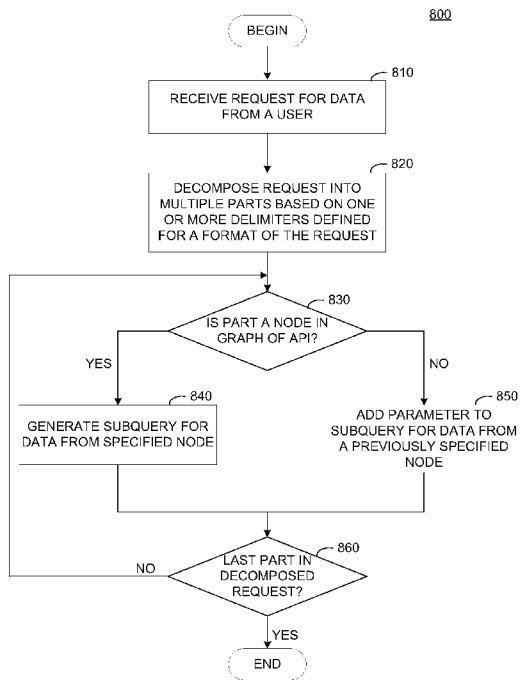 800
BEGIN
810
RECEIVE REQUEST FOR DATA
FROM A USER
820
DECOMPOSE REQUEST INTO
MULTIPLE PARTS BASED ON ONE
OR MORE DELIMITERS DEFINED
FOR A FORMAT OF THE REQUEST
830
IS PART A NODE IN
GRAPH OF API?
YES
NO
840
GENERATE SUBQUERY FOR
DATA FROM SPECIFIED NODE
850
ADD PARAMETER TO
SUBQUERY FOR DATA FROM
A PREVIOUSLY SPECIFIED
NODE
860
LAST PART IN
DECOMPOSED
REQUEST?
NO
YES
END